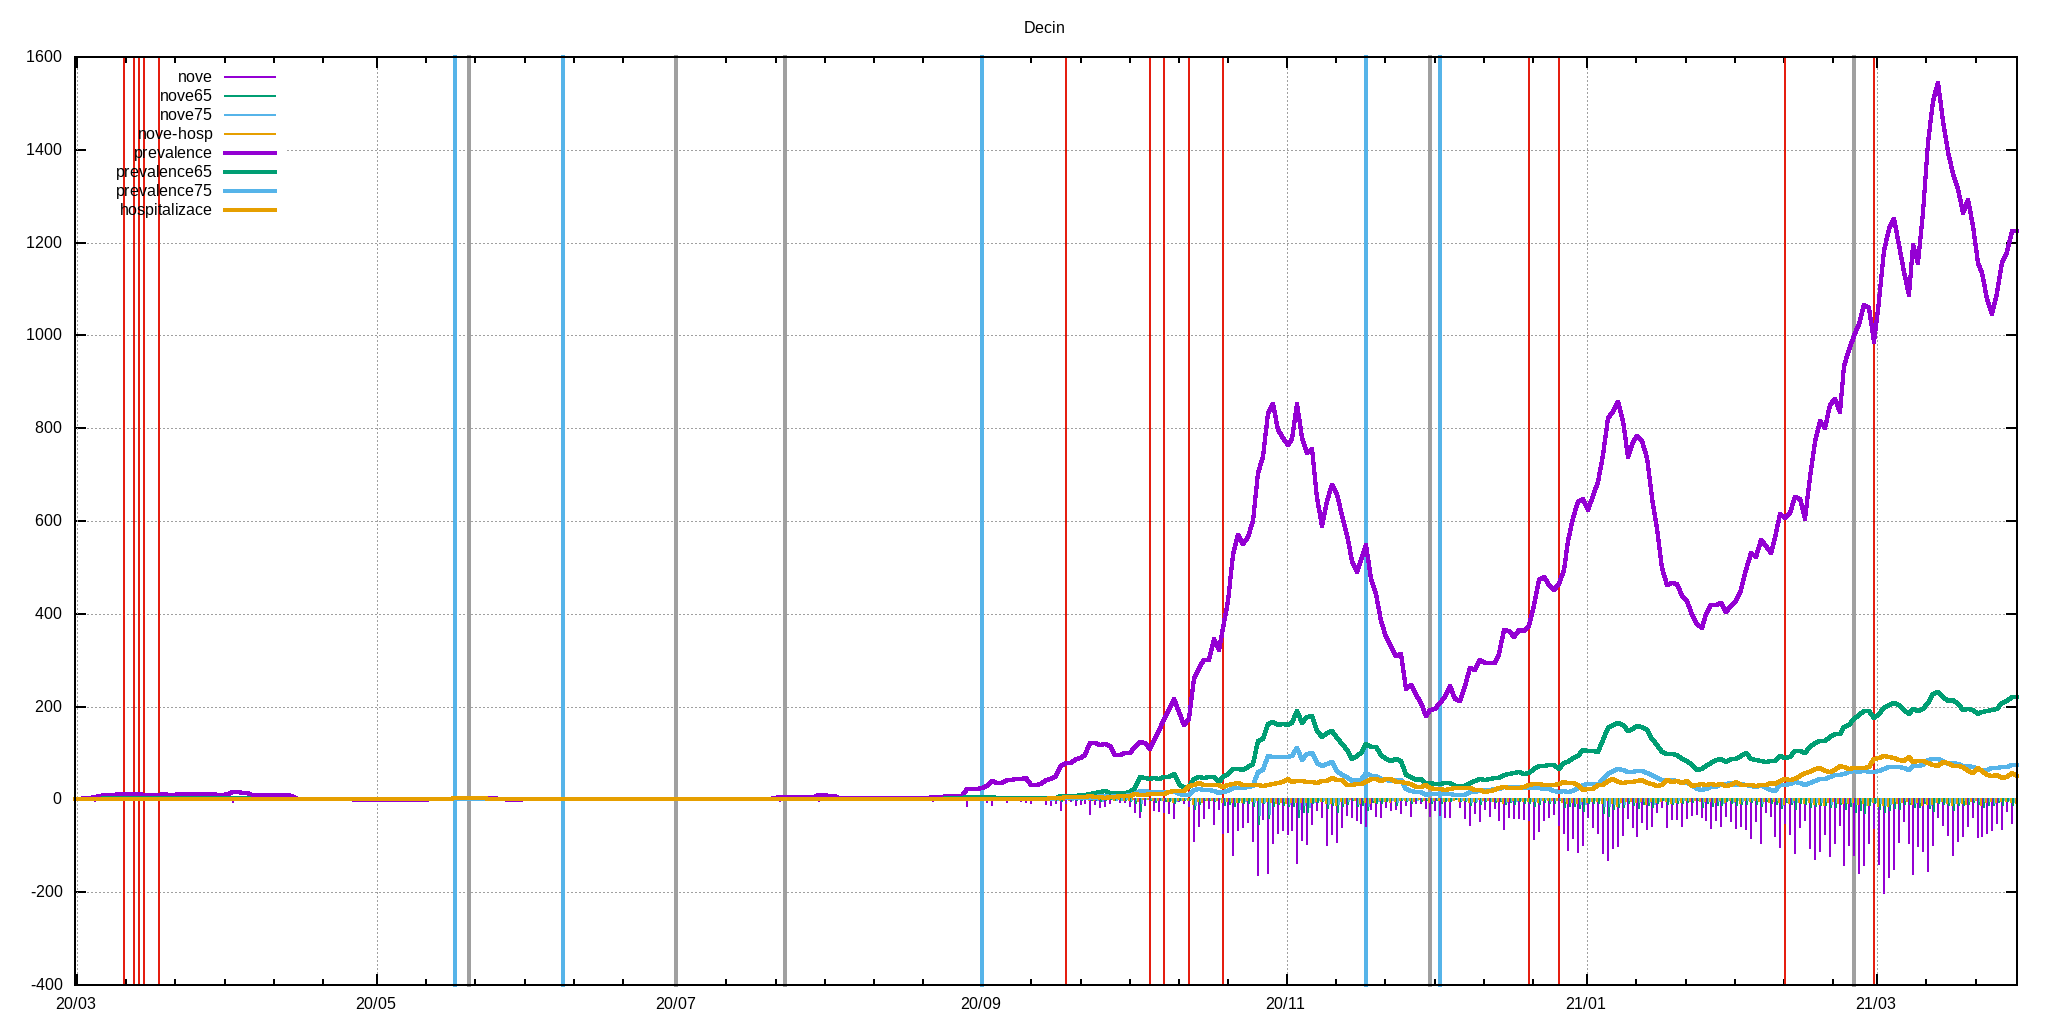 Decin
1600
1400
1200
1000
800
600
400
200
0
-200
-400
nove
nove65
nove75
nove-hosp
prevalence
prevalence65
prevalence75
hospitalizace
20/03
20/05
20/07
20/09
20/11
21/01
21/03